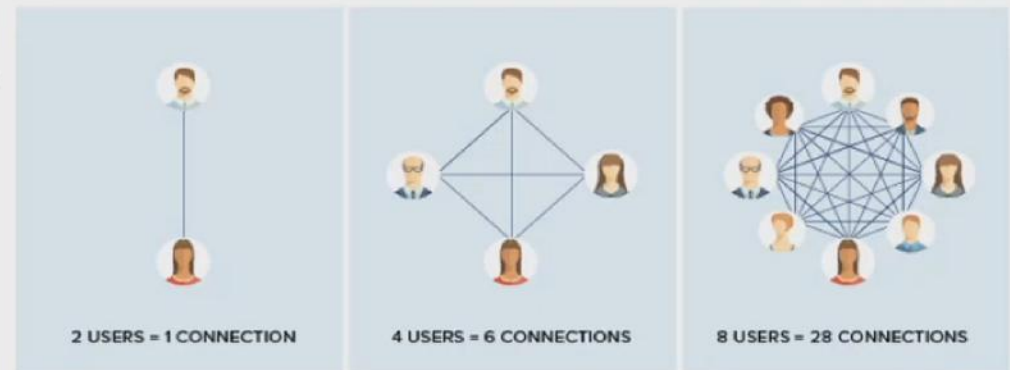 2 USERS = 1 CONNECTION
4 USERS = 6 CONNECTIONS
8 USERS = 28 CONNECTIONS